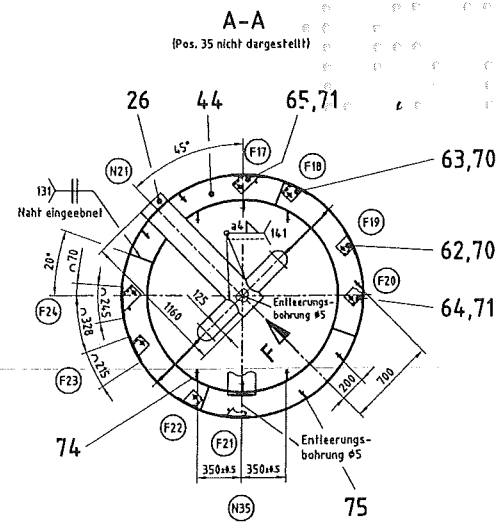 A-A
(Pos. 35 nicht dargestellt)
26
44
65,71
63,70
62,70
64,71
F17
F18
F19
F20
N21
45°
131
Naht eingeebnet
a4
141
20°
∩70
∩245
∩328
∩215
F24
F23
F22
F21
125
1160
Entleerungs-
bohrung ø5
F
200
700
74
350±0.5
350±0.5
N35
Entleerungs-
bohrung ø5
75